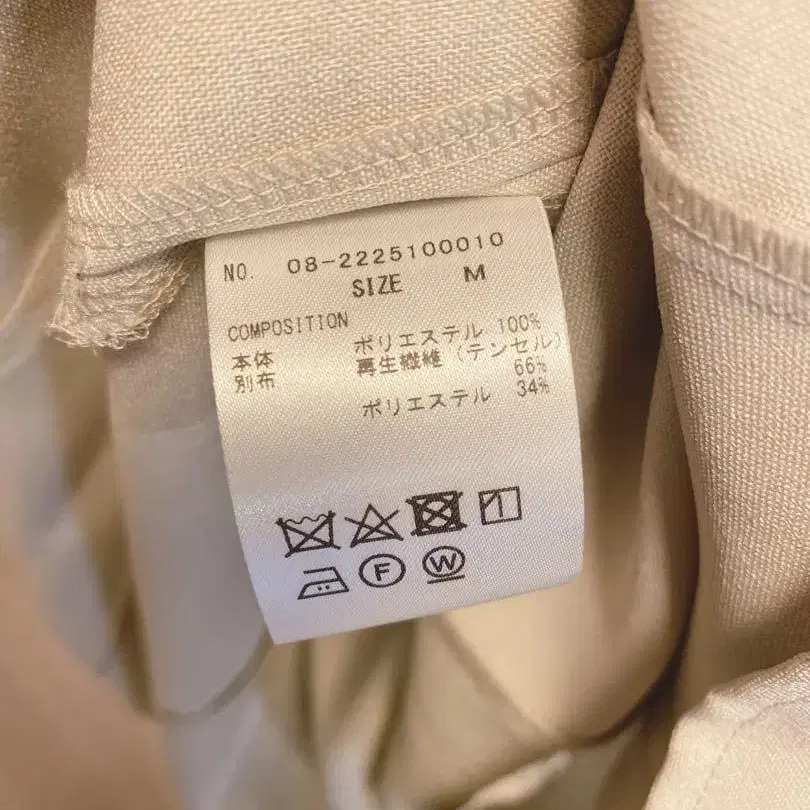 NO. 08-2225100010
SIZE M
COMPOSITION
本体 ポリエステル 100%
別布 再生繊維 (テンセル)
66%
ポリエステル 34%
F W